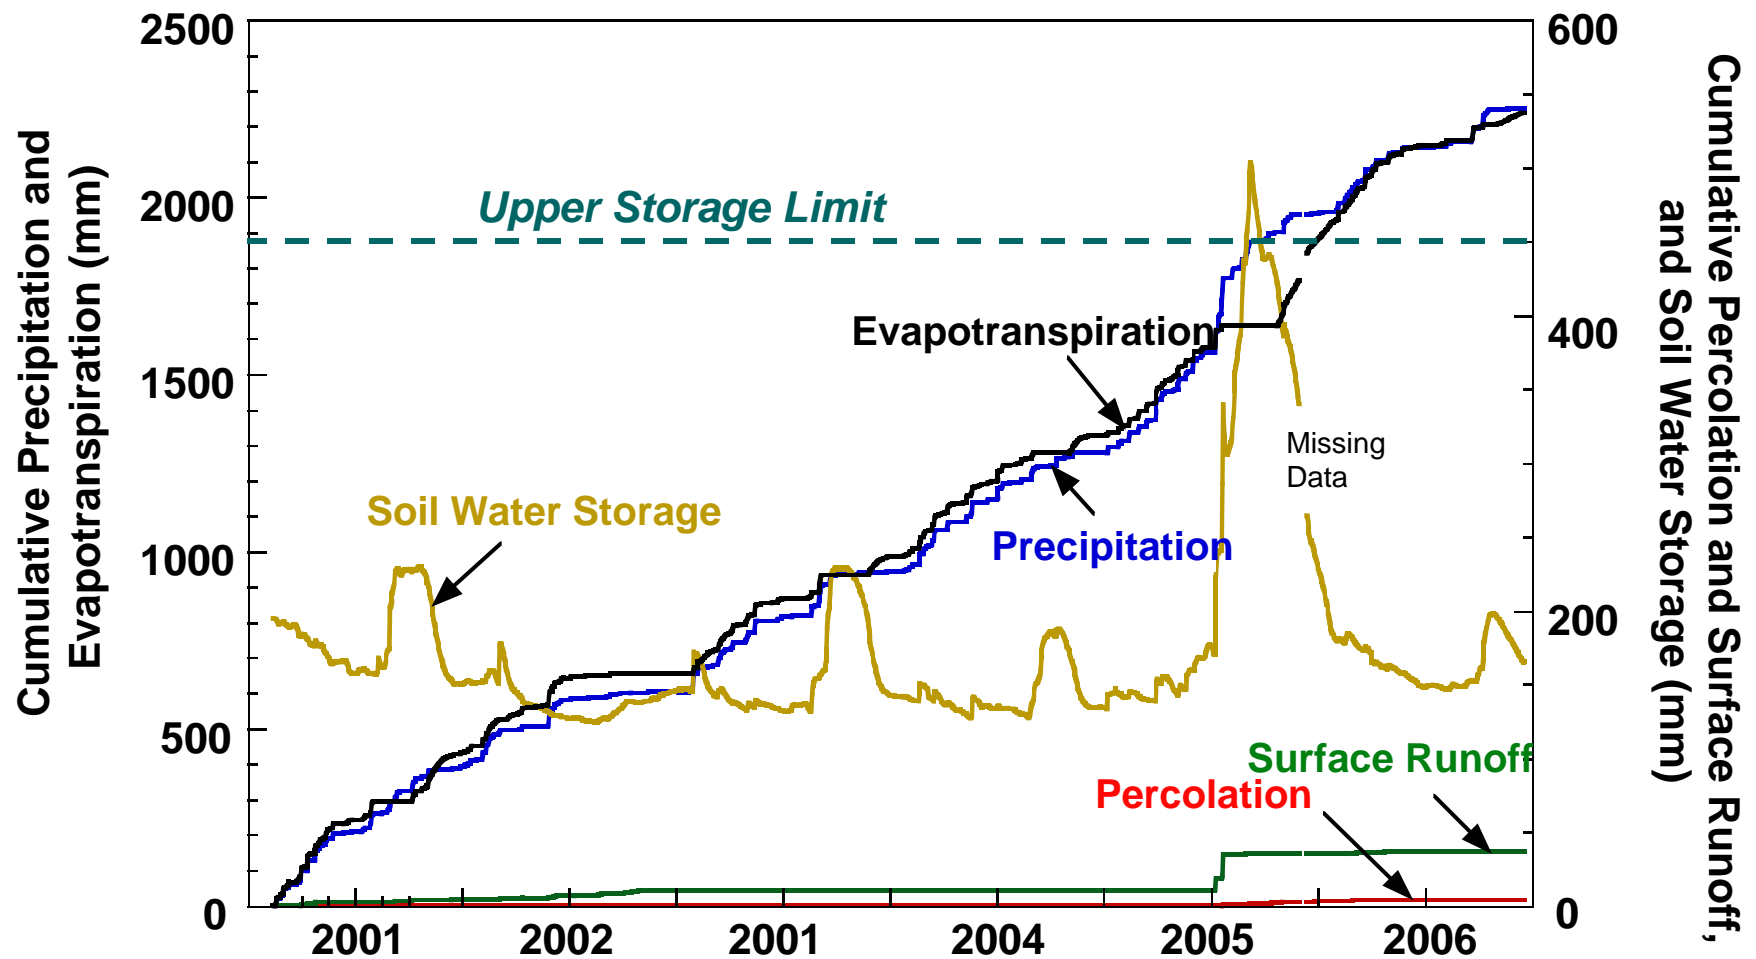 2500
2000
1500
1000
500
0
Cumulative Precipitation and
Evapotranspiration (mm)
600
400
200
0
Cumulative Percolation and Surface Runoff,
and Soil Water Storage (mm)
Upper Storage Limit
Evapotranspiration
Missing
Data
Soil Water Storage
Precipitation
Surface Runoff
Percolation
2001
2002
2001
2004
2005
2006